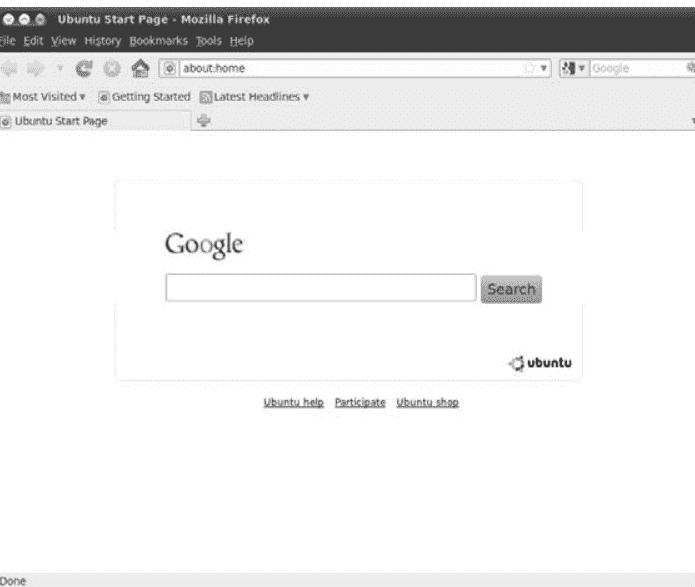 Ubuntu Start Page - Mozilla Firefox
File Edit View History Bookmarks Tools Help
about:home
Google
Most Visited Getting Started Latest Headlines
Ubuntu Start Page
Google
Search
ubuntu
Ubuntu help Participate Ubuntu shop
Done